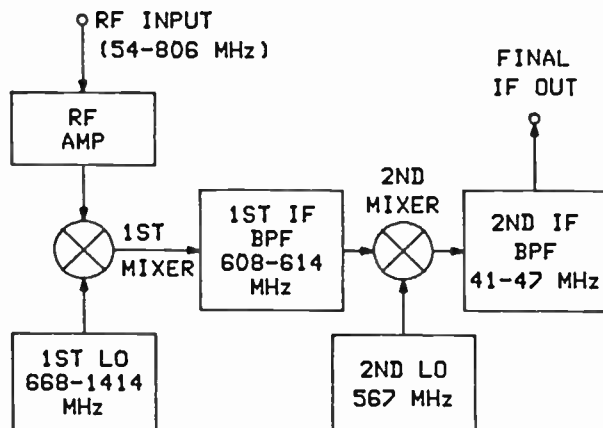 RF INPUT
(54-806 MHz)
RF
AMP
1ST
MIXER
1ST LO
668-1414
MHz
1ST IF
BPF
608-614
MHz
2ND
MIXER
2ND LO
567 MHz
2ND IF
BPF
41-47 MHz
FINAL
IF OUT